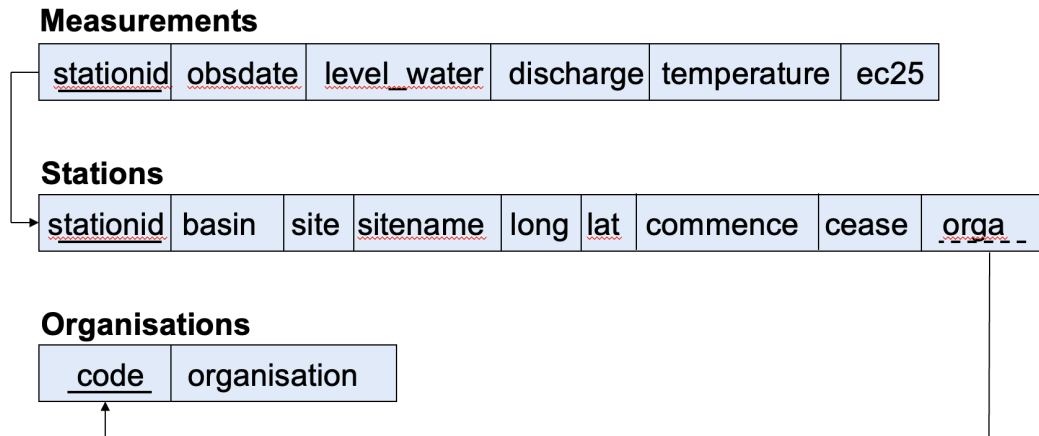 Measurements
stationid obsdate level_water discharge temperature ec25
Stations
stationid basin site sitename long lat commence cease orga
Organisations
code organisation